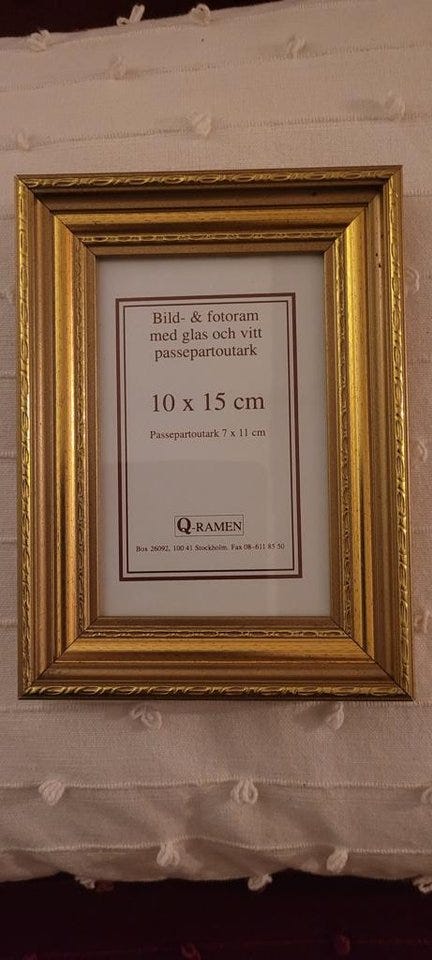 Bild- & fotoram
med glas och vitt
passepartoutark
10 x 15 cm
Passepartoutark 7 x 11 cm
Q-RAMEN
Box 26092, 100 41 Stockholm. Fax 08-611 85 50